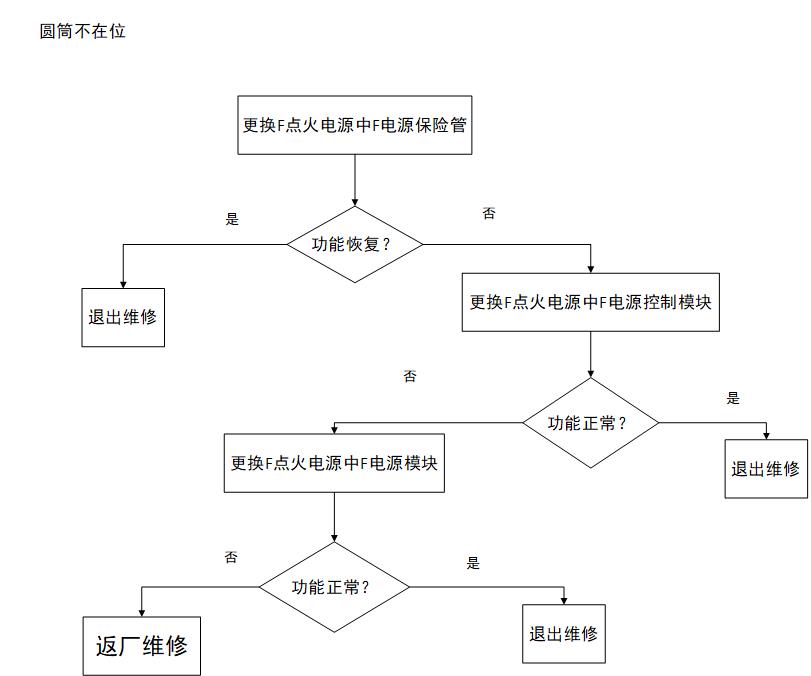 圆筒不在位
更换F点火电源中F电源保险管
是
否
功能恢复？
更换F点火电源中F电源控制模块
退出维修
否
是
功能正常？
更换F点火电源中F电源模块
退出维修
否
是
功能正常？
返厂维修
退出维修